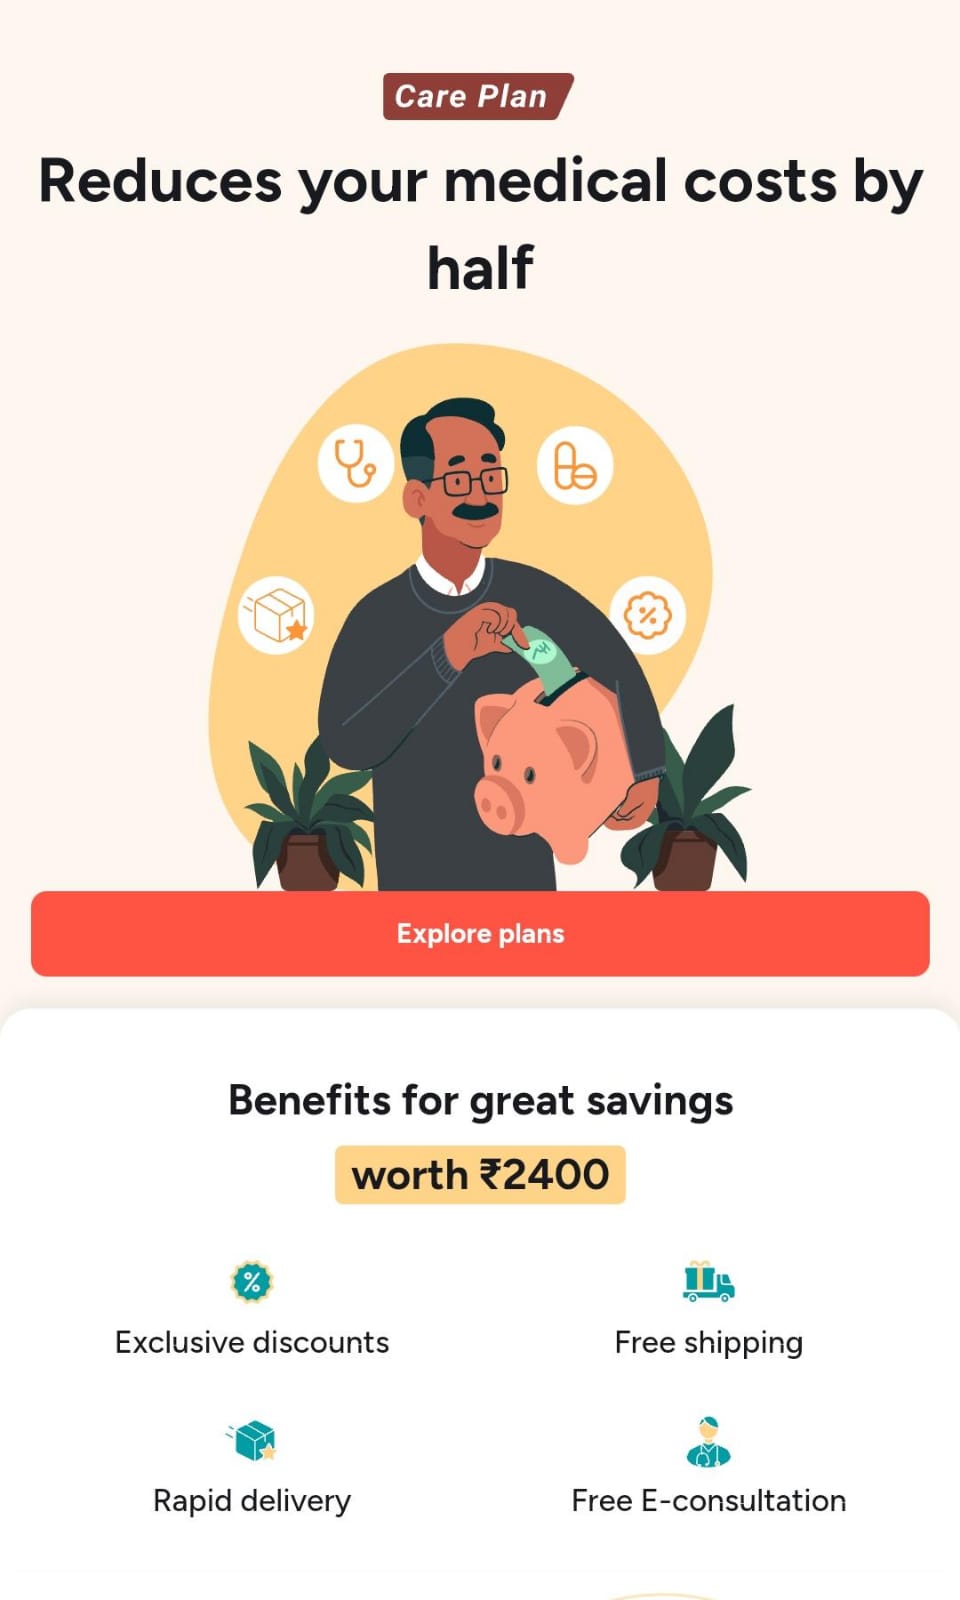 Care Plan
Reduces your medical costs by
half
Explore plans
Benefits for great savings
worth ₹2400
Exclusive discounts
Free shipping
Rapid delivery
Free E-consultation